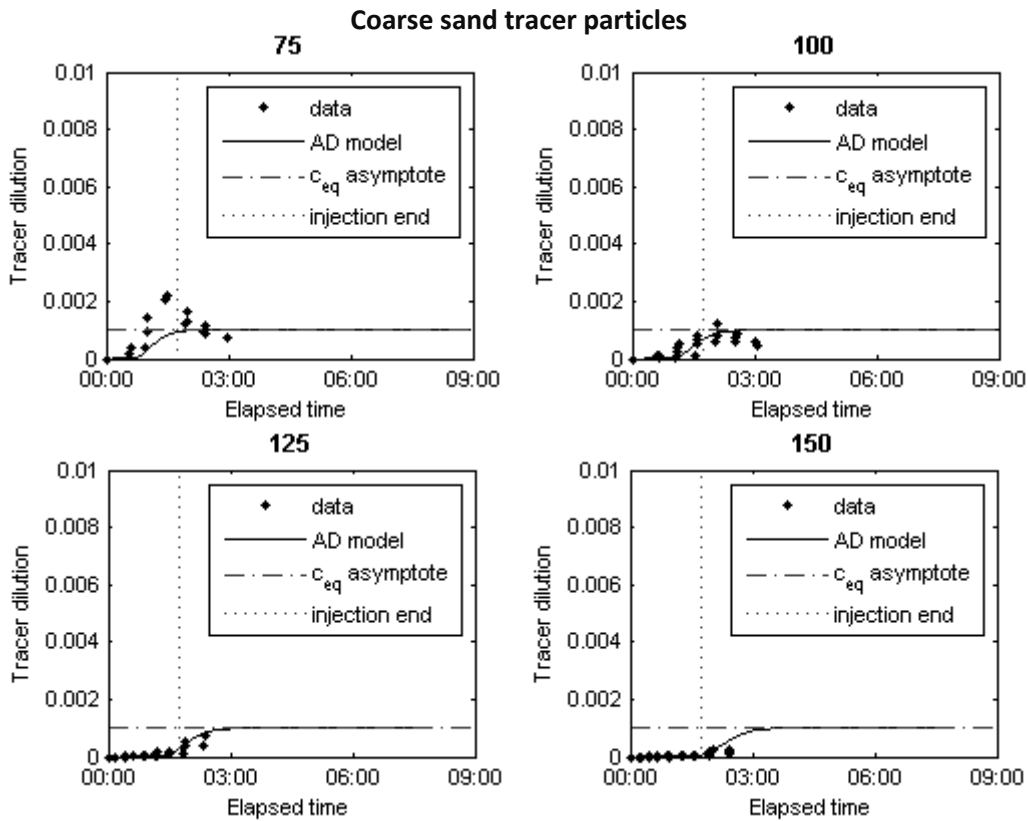 Coarse sand tracer particles
75
0.01
0.008
0.006
0.004
0.002
0
Tracer dilution
data
AD model
c_eq asymptote
injection end
00:00 03:00 06:00 09:00
Elapsed time
100
0.01
0.008
0.006
0.004
0.002
0
Tracer dilution
data
AD model
c_eq asymptote
injection end
00:00 03:00 06:00 09:00
Elapsed time
125
0.01
0.008
0.006
0.004
0.002
0
Tracer dilution
data
AD model
c_eq asymptote
injection end
00:00 03:00 06:00 09:00
Elapsed time
150
0.01
0.008
0.006
0.004
0.002
0
Tracer dilution
data
AD model
c_eq asymptote
injection end
00:00 03:00 06:00 09:00
Elapsed time